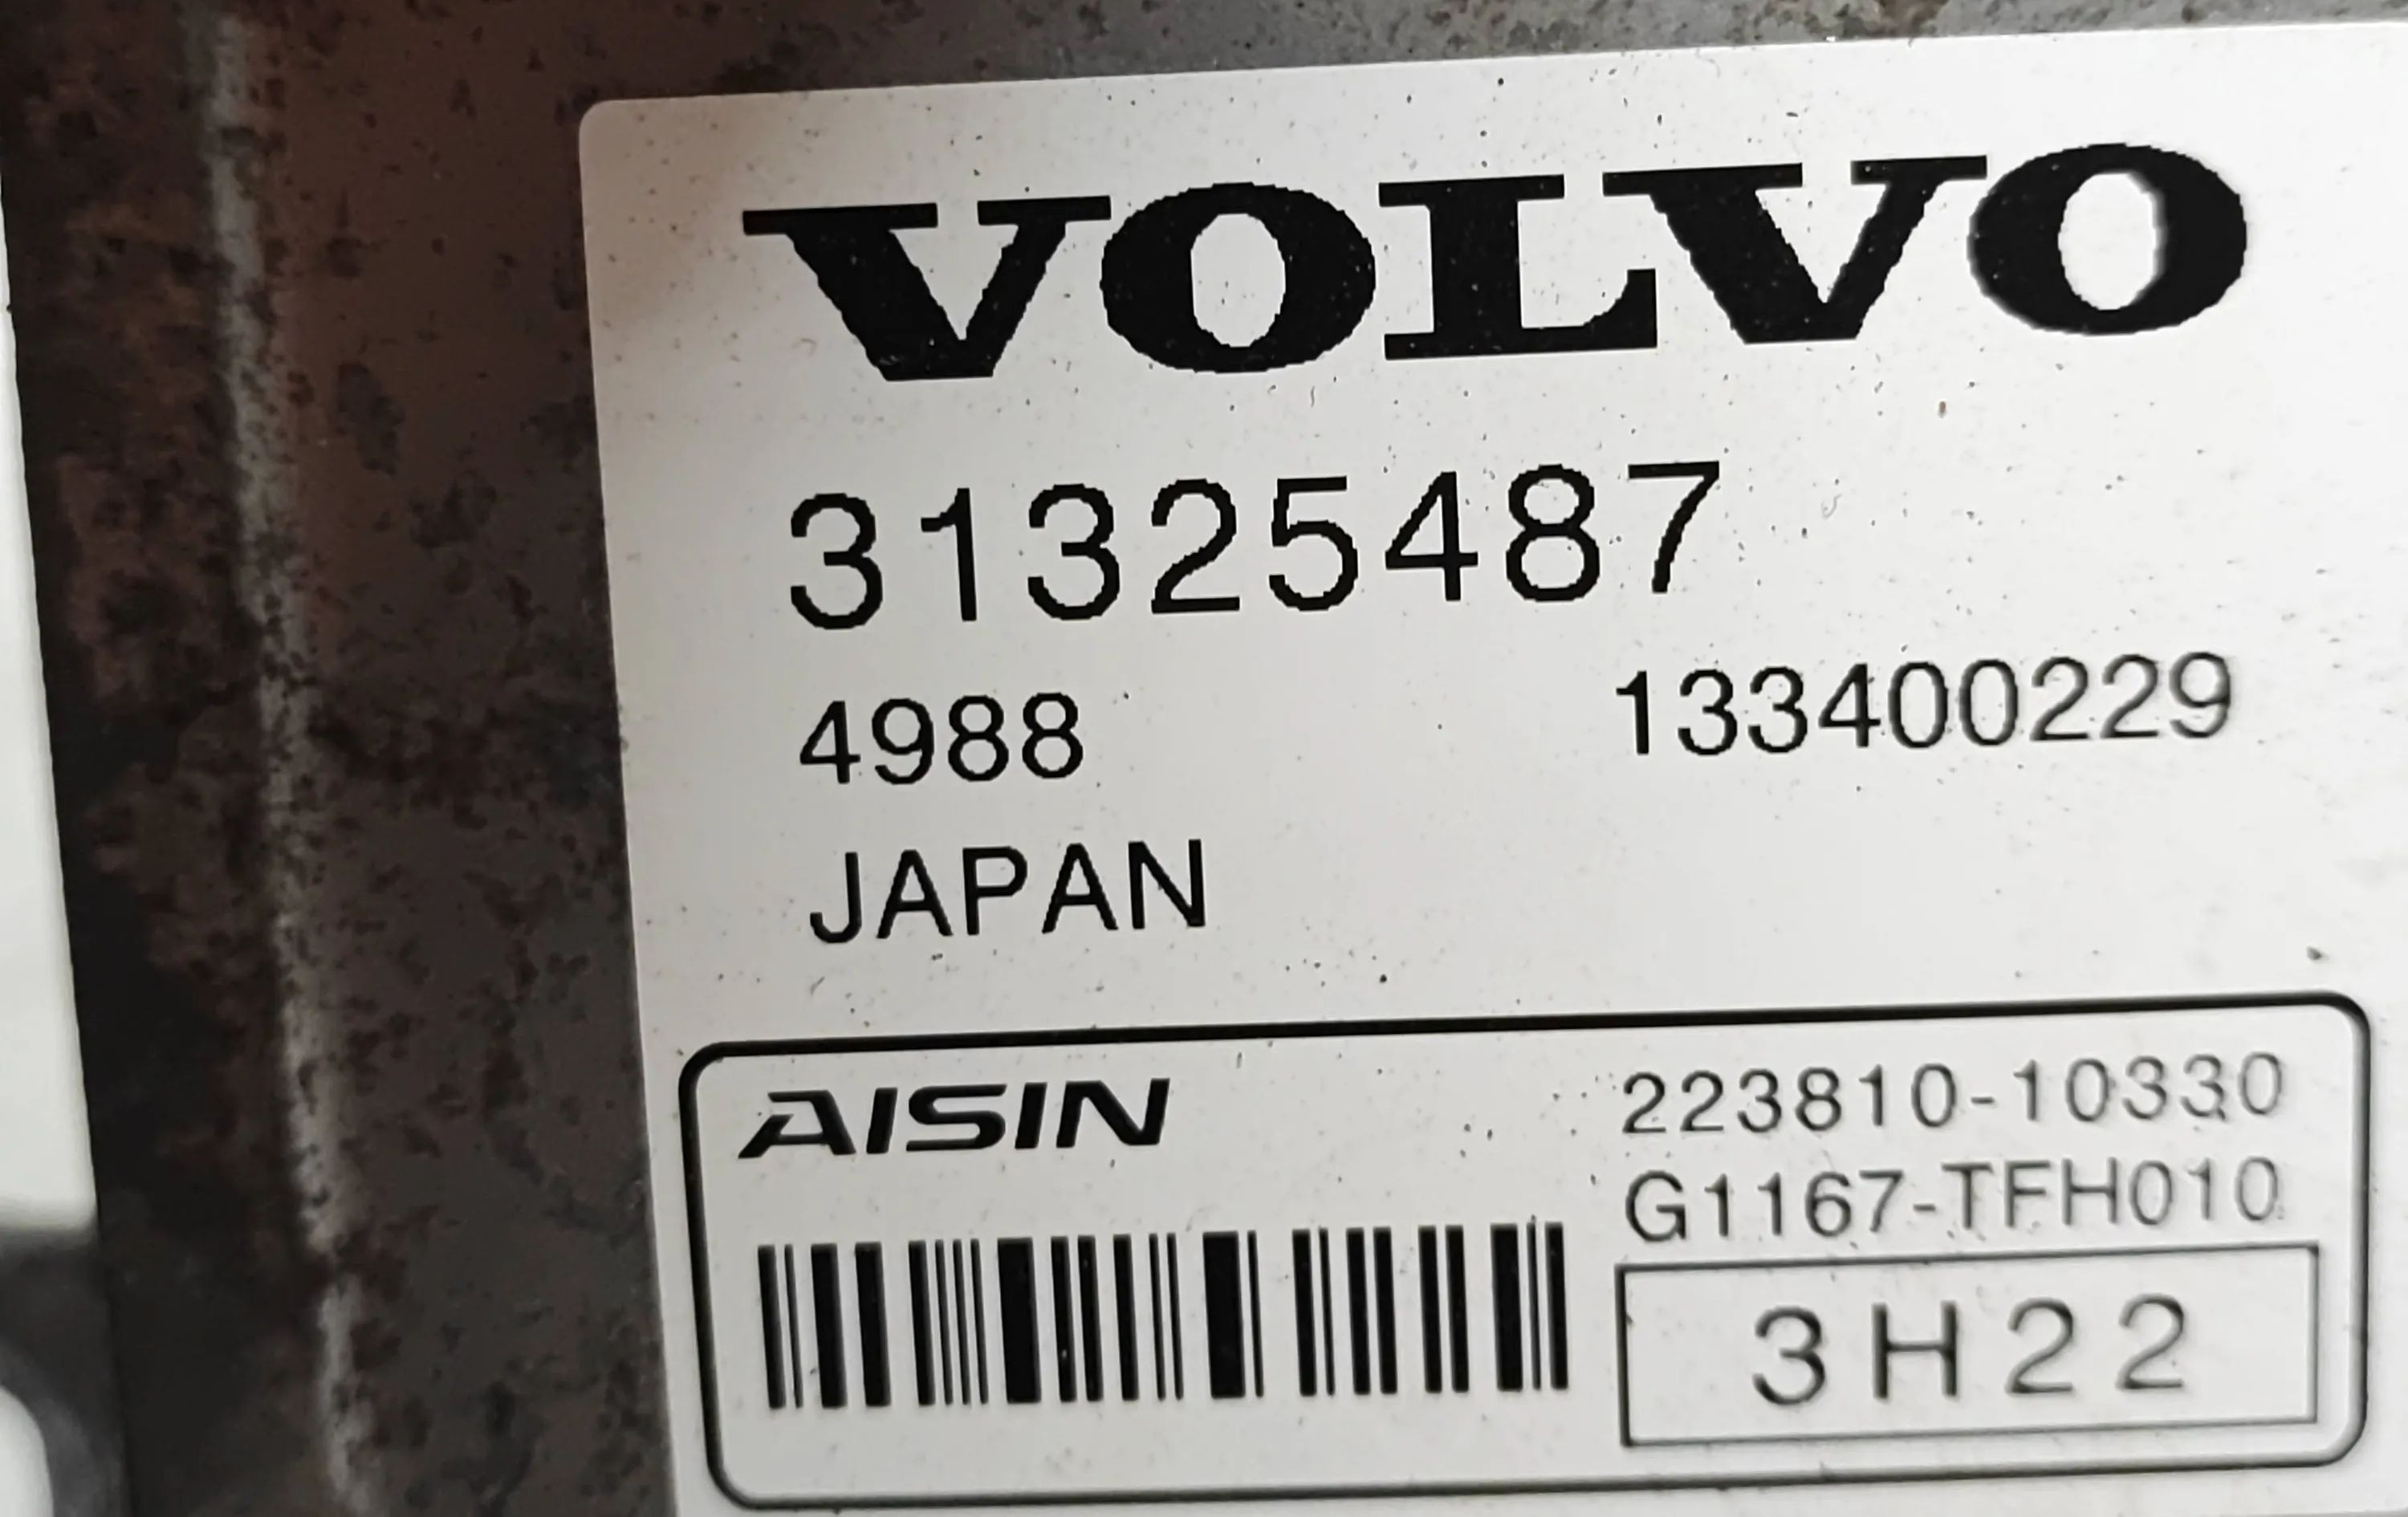 VOLVO
31325487
4988 133400229
JAPAN
AISIN 223810-10330
G1167-TFH010
3H22